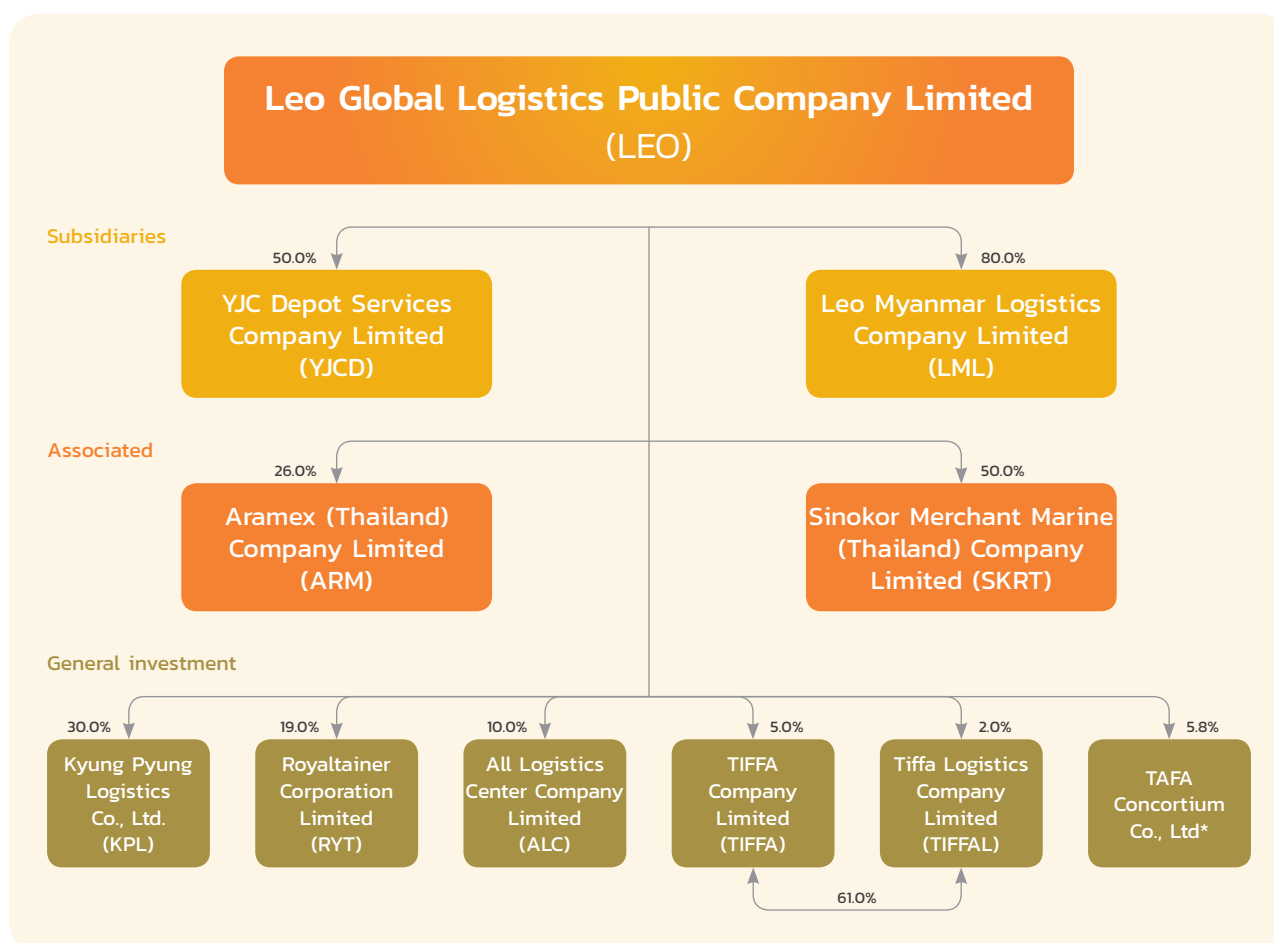 Leo Global Logistics Public Company Limited
(LEO)
Subsidiaries
50.0%
80.0%
YJC Depot Services
Company Limited
(YJCD)
Leo Myanmar Logistics
Company Limited
(LML)
Associated
26.0%
50.0%
Aramex (Thailand)
Company Limited
(ARM)
Sinokor Merchant Marine
(Thailand) Company
Limited (SKRT)
General investment
30.0%
19.0%
10.0%
5.0%
2.0%
5.8%
Kyung Pyung
Logistics
Co., Ltd.
(KPL)
Royaltainer
Corporation
Limited
(RYT)
All Logistics
Center Company
Limited
(ALC)
TIFFA
Company
Limited
(TIFFA)
Tiffa Logistics
Company
Limited
(TIFFAL)
TAFA
Concortium
Co., Ltd*
61.0%